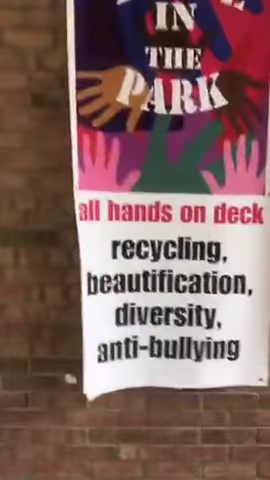 IN
THE
PARK
all hands on deck
recycling,
beautification,
diversity,
anti-bullying